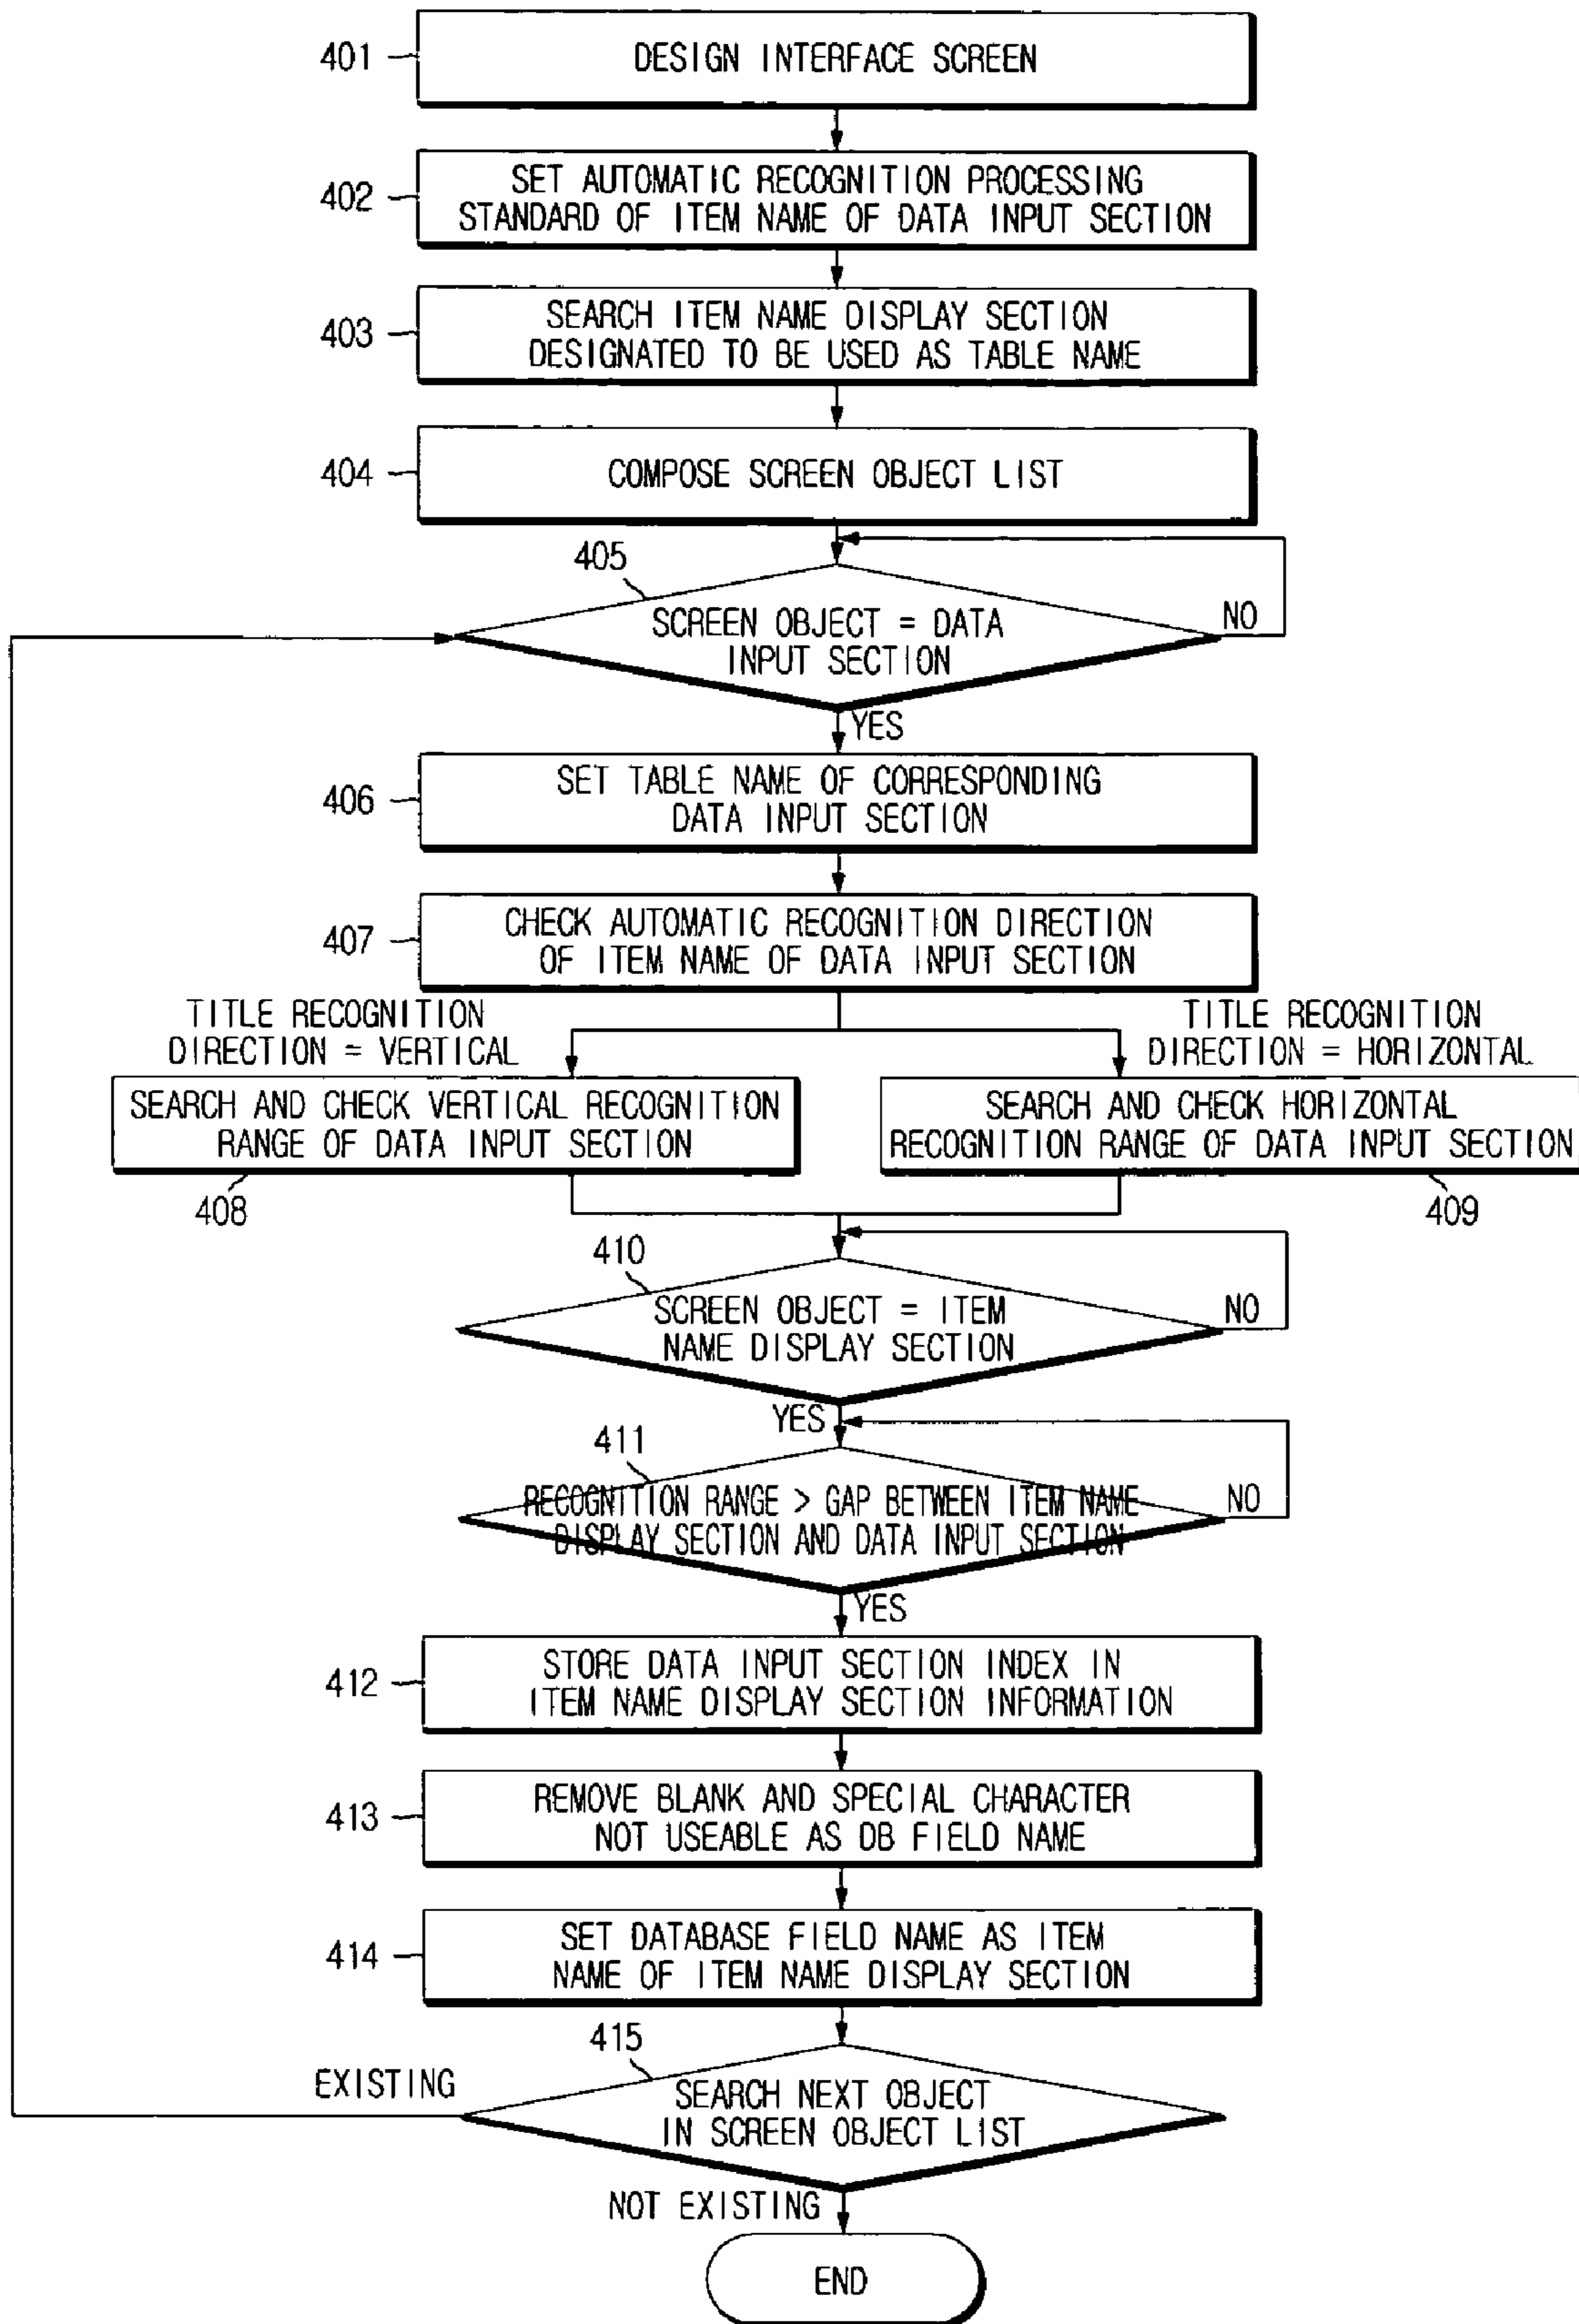 401
DESIGN INTERFACE SCREEN
402
SET AUTOMATIC RECOGNITION PROCESSING
STANDARD OF ITEM NAME OF DATA INPUT SECTION
403
SEARCH ITEM NAME DISPLAY SECTION
DESIGNATED TO BE USED AS TABLE NAME
404
COMPOSE SCREEN OBJECT LIST
405
SCREEN OBJECT = DATA
INPUT SECTION
NO
YES
406
SET TABLE NAME OF CORRESPONDING
DATA INPUT SECTION
407
CHECK AUTOMATIC RECOGNITION DIRECTION
OF ITEM NAME OF DATA INPUT SECTION
TITLE RECOGNITION
DIRECTION = VERTICAL
TITLE RECOGNITION
DIRECTION = HORIZONTAL
SEARCH AND CHECK VERTICAL RECOGNITION
RANGE OF DATA INPUT SECTION
408
SEARCH AND CHECK HORIZONTAL
RECOGNITION RANGE OF DATA INPUT SECTION
409
410
SCREEN OBJECT = ITEM
NAME DISPLAY SECTION
NO
YES
411
RECOGNITION RANGE > GAP BETWEEN ITEM NAME
DISPLAY SECTION AND DATA INPUT SECTION
NO
YES
412
STORE DATA INPUT SECTION INDEX IN
ITEM NAME DISPLAY SECTION INFORMATION
413
REMOVE BLANK AND SPECIAL CHARACTER
NOT USEABLE AS DB FIELD NAME
414
SET DATABASE FIELD NAME AS ITEM
NAME OF ITEM NAME DISPLAY SECTION
415
EXISTING
SEARCH NEXT OBJECT
IN SCREEN OBJECT LIST
NOT EXISTING
END